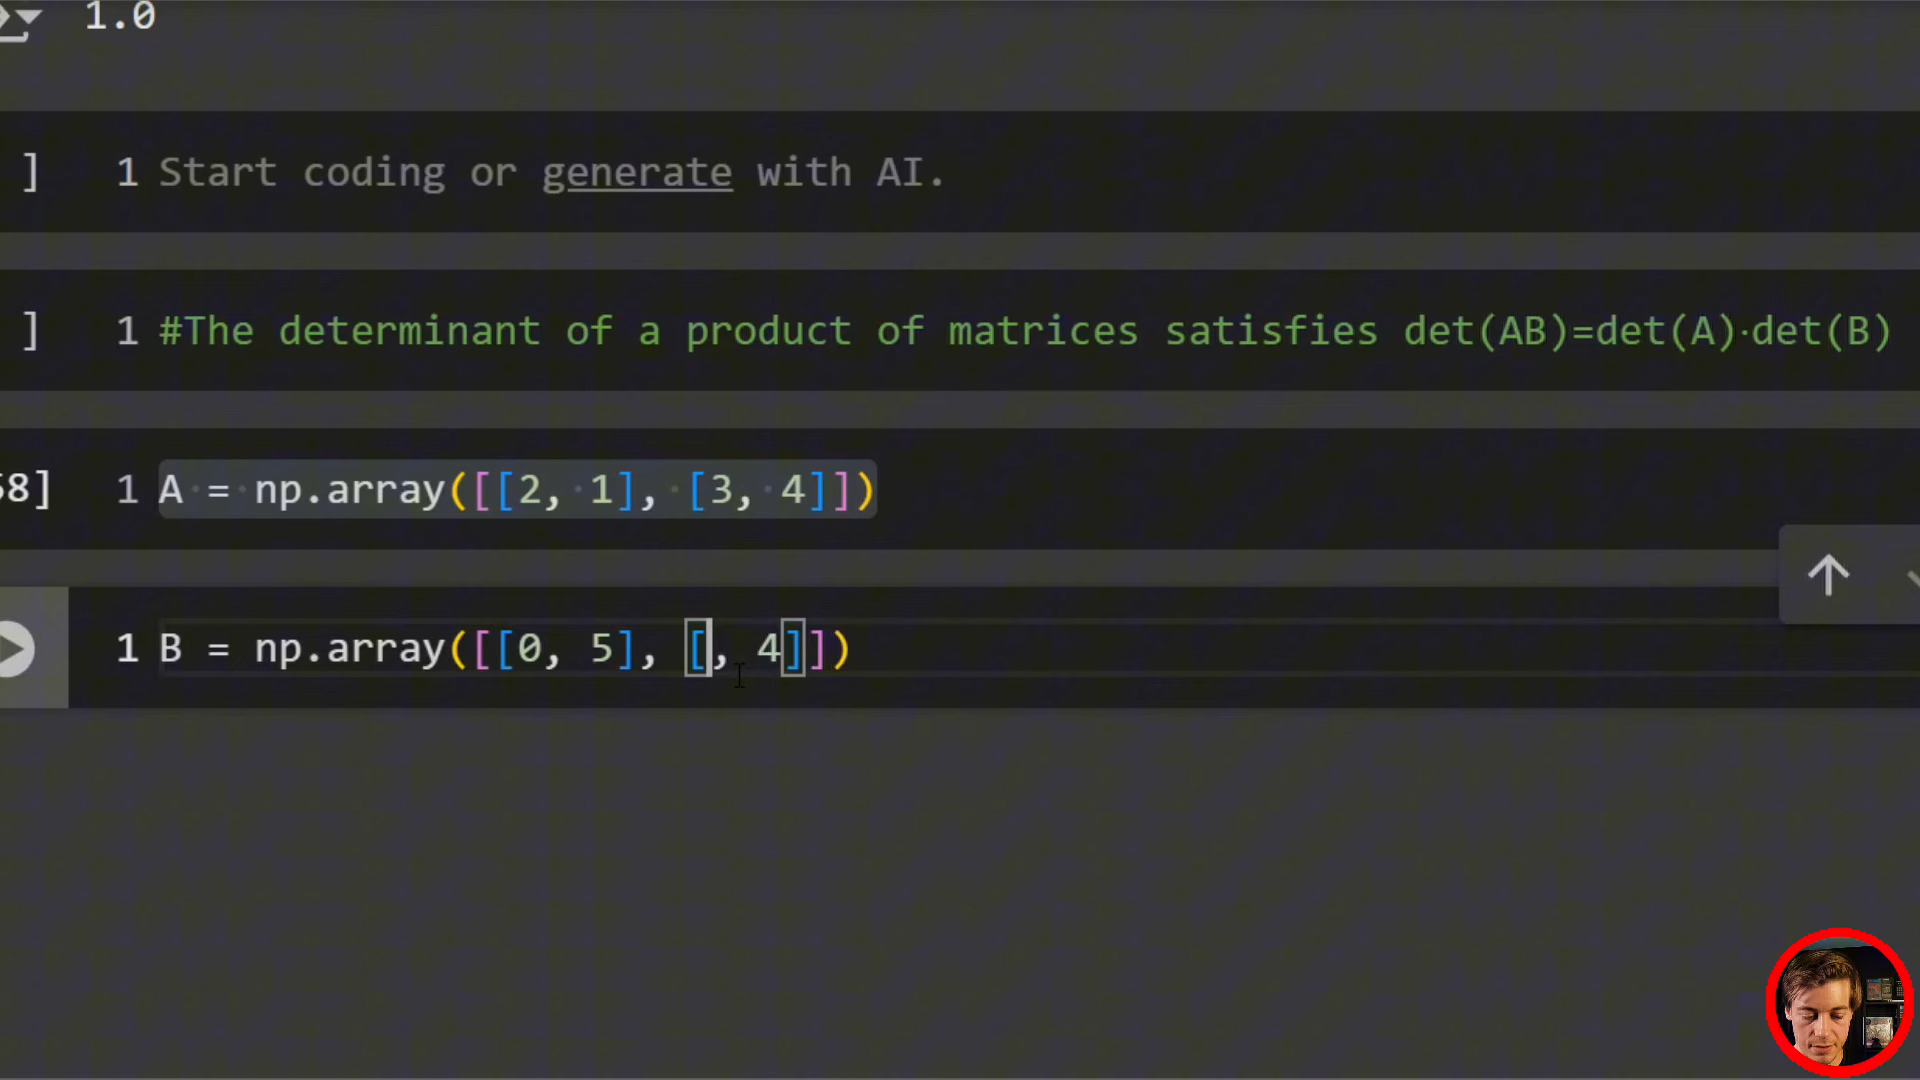 1.0
] 1 Start coding or generate with AI.
] 1 #The determinant of a product of matrices satisfies det(AB)=det(A)·det(B)
58] 1 A = np.array([[2, 1], [3, 4]])
1 B = np.array([[0, 5], [, 4]])